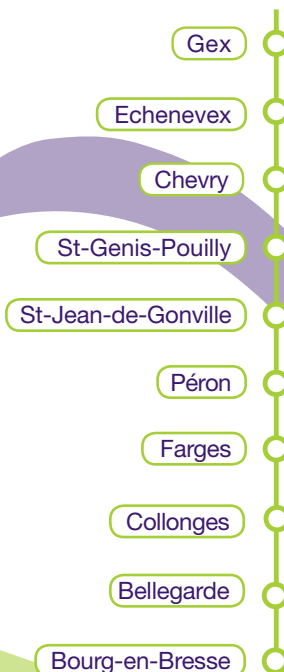 Gex
Echenevex
Chevry
St-Genis-Pouilly
St-Jean-de-Gonville
Péron
Farges
Collonges
Bellegarde
Bourg-en-Bresse